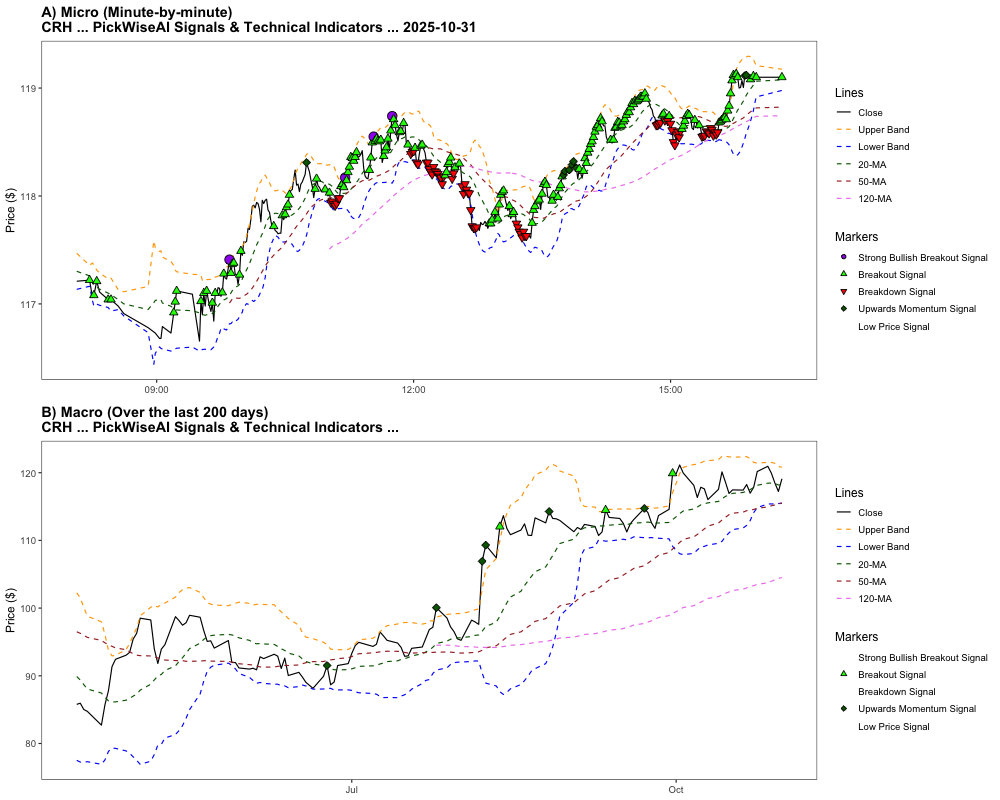 A) Micro (Minute-by-minute)
CRH ... PickWiseAI Signals & Technical Indicators ... 2025-10-31
Price ($)
119
118
117
09:00
12:00
15:00
Lines
Close
Upper Band
Lower Band
20-MA
50-MA
120-MA
Markers
Strong Bullish Breakout Signal
Breakout Signal
Breakdown Signal
Upwards Momentum Signal
Low Price Signal
B) Macro (Over the last 200 days)
CRH ... PickWiseAI Signals & Technical Indicators ...
Price ($)
120
110
100
90
80
Jul
Oct
Lines
Close
Upper Band
Lower Band
20-MA
50-MA
120-MA
Markers
Strong Bullish Breakout Signal
Breakout Signal
Breakdown Signal
Upwards Momentum Signal
Low Price Signal